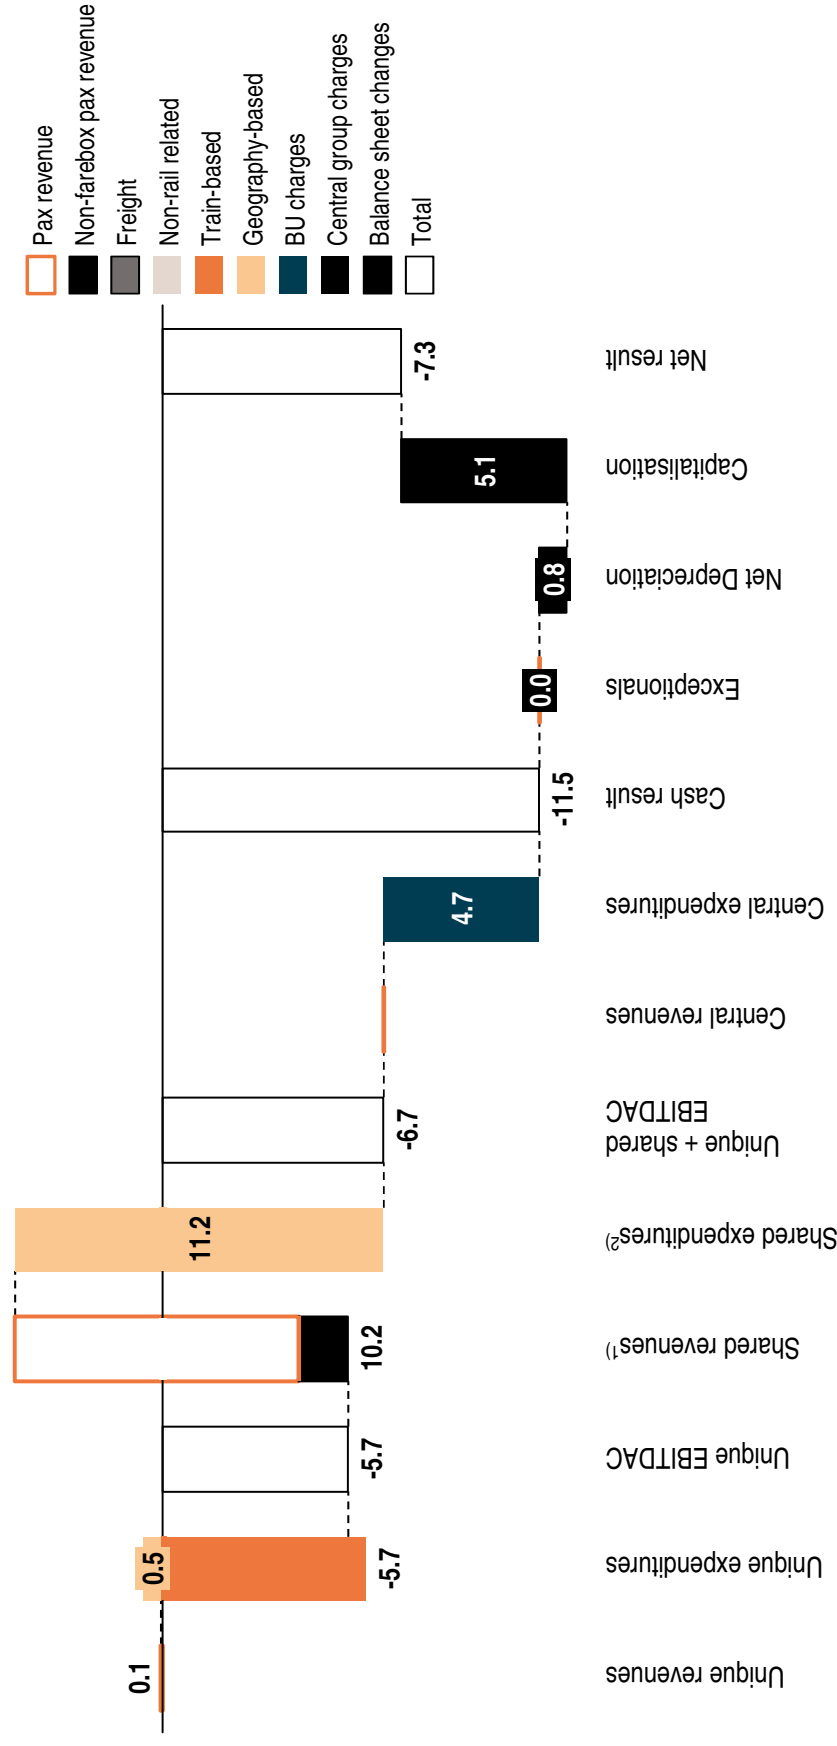 Pax revenue
Non-farebox pax revenue
Freight
Non-rail related
Train-based
Geography-based
BU charges
Central group charges
Balance sheet changes
Total
0.1
0.5
-5.7
-5.7
10.2
11.2
-6.7
4.7
-11.5
0.0
0.8
5.1
-7.3
Unique revenues
Unique expenditures
Unique EBITDAC
Shared revenues¹⁾
Shared expenditures²⁾
Unique + shared
EBITDAC
Central revenues
Central expenditures
Cash result
Exceptionals
Net Depreciation
Capitalisation
Net result